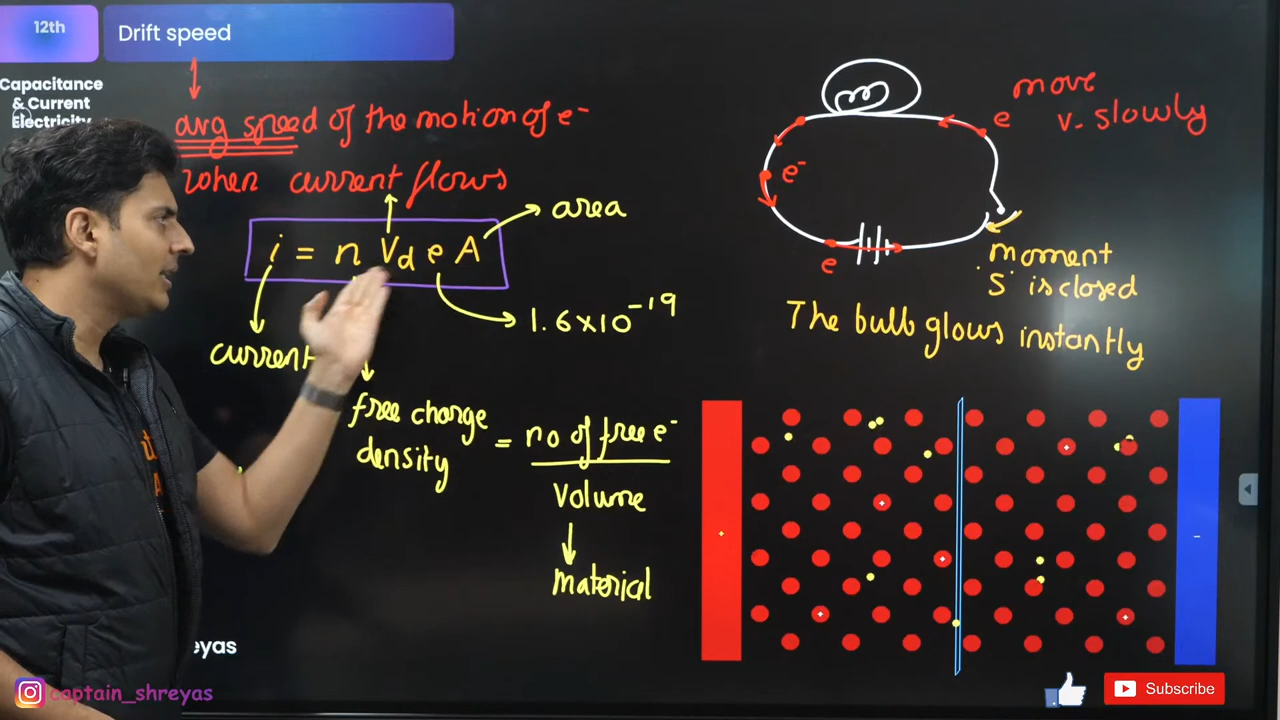 12th
Drift speed
Capacitance
& Current
Electricity
avg speed of the motion of e⁻
when current flows
i = n Vd e A
area
1.6×10⁻¹⁹
current
free charge
density
= no of free e⁻
Volume
material
move
v. slowly
e
e⁻
e
moment
'S' is closed
The bulb glows instantly
+
-
eyas
captain_shreyas
Subscribe